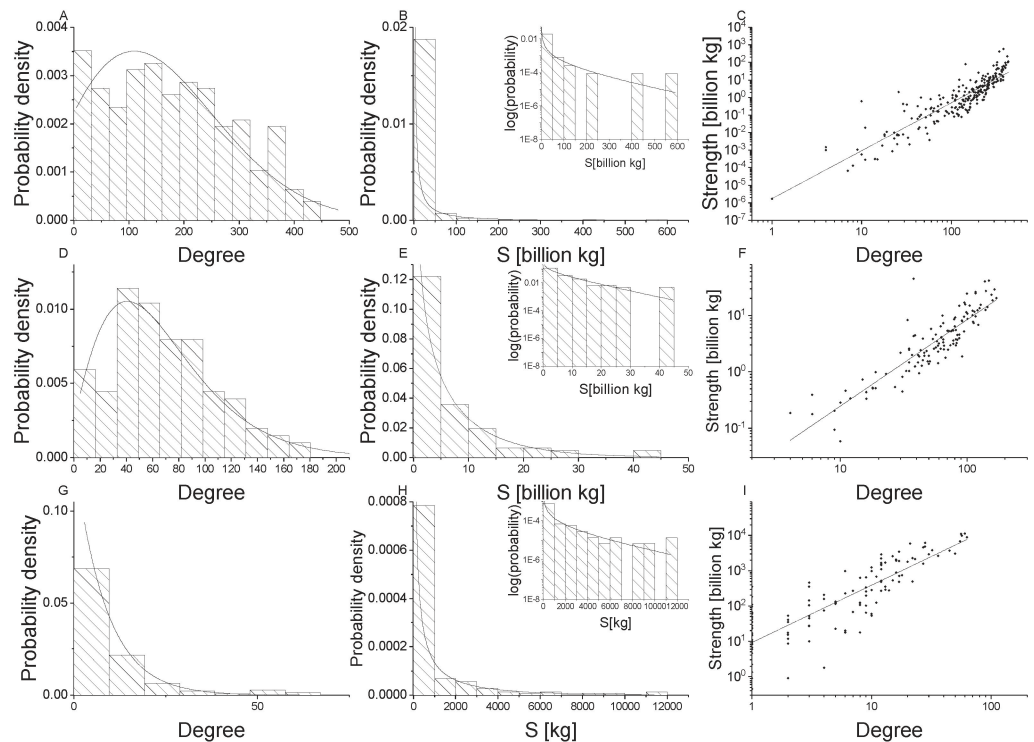 A
0.004
0.003
0.002
0.001
0.000
Probability density
0 100 200 300 400 500
Degree
B
0.02
0.01
0.00
Probability density
0 100 200 300 400 500 600
S [billion kg]
log(probability)
0.01
1E-4
1E-6
1E-8
0 100 200 300 400 500 600
S[billion kg]
C
Strength [billion kg]
10^4
10^3
10^2
10^1
10^0
10^-1
10^-2
10^-3
10^-4
10^-5
10^-6
10^-7
1 10 100
Degree
D
0.010
0.005
0.000
Probability density
0 20 40 60 80 100 120 140 160 180 200
Degree
E
0.12
0.10
0.08
0.06
0.04
0.02
0.00
Probability density
0 10 20 30 40 50
S [billion kg]
log(probability)
0.01
1E-4
1E-6
1E-8
0 10 20 30 40 50
S[billion kg]
F
Strength [billion kg]
10^1
10^0
10^-1
10 100
Degree
G
0.10
0.05
0.00
Probability density
0 50
Degree
H
0.0008
0.0006
0.0004
0.0002
0.0000
Probability density
0 2000 4000 6000 8000 10000 12000
S [kg]
log(probability)
1E-4
1E-6
1E-8
0 2000 4000 6000 8000 10000 12000
S[kg]
I
Strength [billion kg]
10^4
10^3
10^2
10^1
10^0
1 10 100
Degree